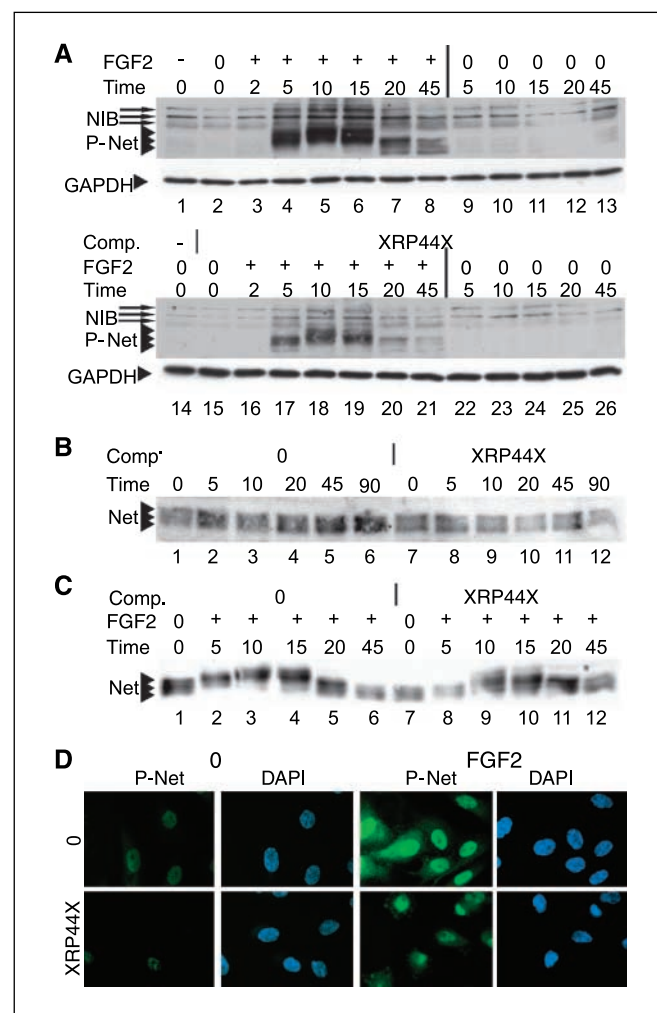 A
FGF2 - 0 + + + + + + 0 0 0 0 0
Time 0 0 2 5 10 15 20 45 5 10 15 20 45
NIB
P-Net
GAPDH
1 2 3 4 5 6 7 8 9 10 11 12 13
Comp. - XRP44X
FGF2 0 0 + + + + + + 0 0 0 0 0
Time 0 0 2 5 10 15 20 45 5 10 15 20 45
NIB
P-Net
GAPDH
14 15 16 17 18 19 20 21 22 23 24 25 26
B
Comp. 0 XRP44X
Time 0 5 10 20 45 90 0 5 10 20 45 90
Net
1 2 3 4 5 6 7 8 9 10 11 12
C
Comp. 0 XRP44X
FGF2 0 + + + + + 0 + + + + +
Time 0 5 10 15 20 45 0 5 10 15 20 45
Net
1 2 3 4 5 6 7 8 9 10 11 12
D
0 FGF2
P-Net DAPI P-Net DAPI
0
XRP44X